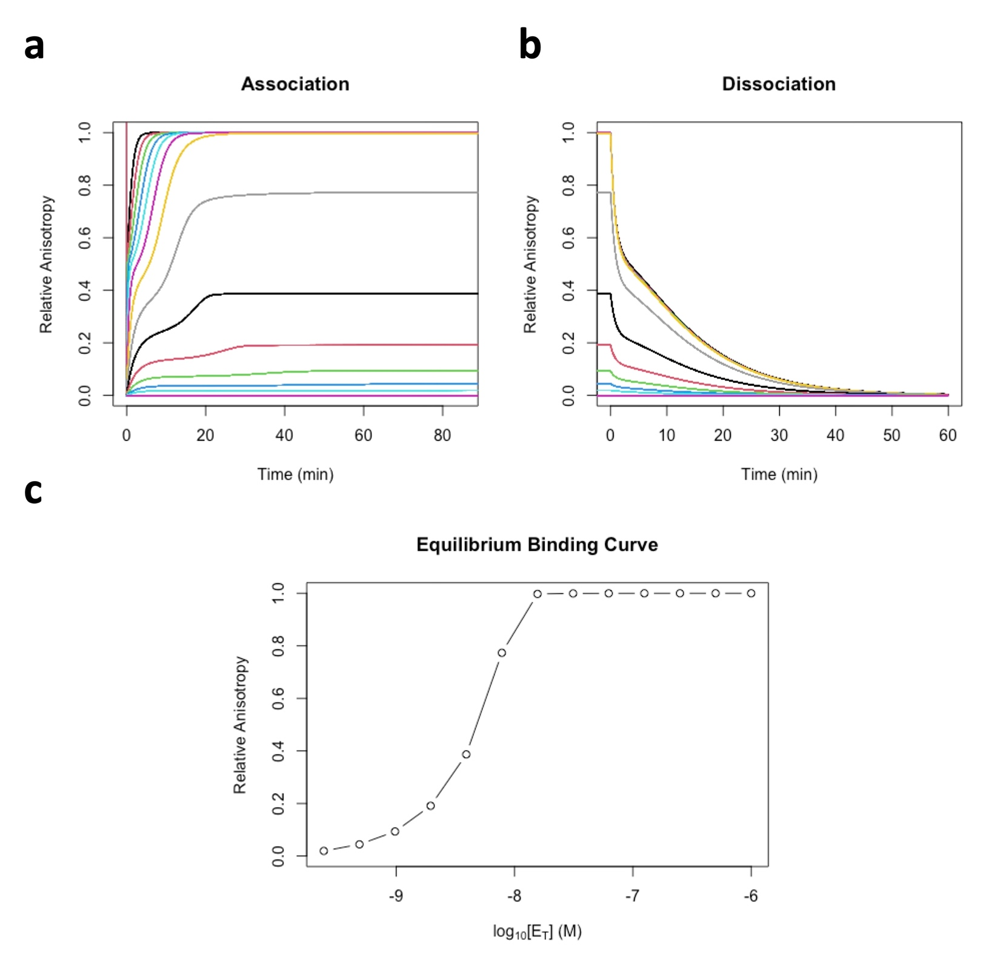 a
b
Association
Dissociation
Relative Anisotropy
0.0 0.2 0.4 0.6 0.8 1.0
0 20 40 60 80
Time (min)
Relative Anisotropy
0.0 0.2 0.4 0.6 0.8 1.0
0 10 20 30 40 50 60
Time (min)
c
Equilibrium Binding Curve
Relative Anisotropy
0.0 0.2 0.4 0.6 0.8 1.0
-9 -8 -7 -6
log₁₀[E_T] (M)